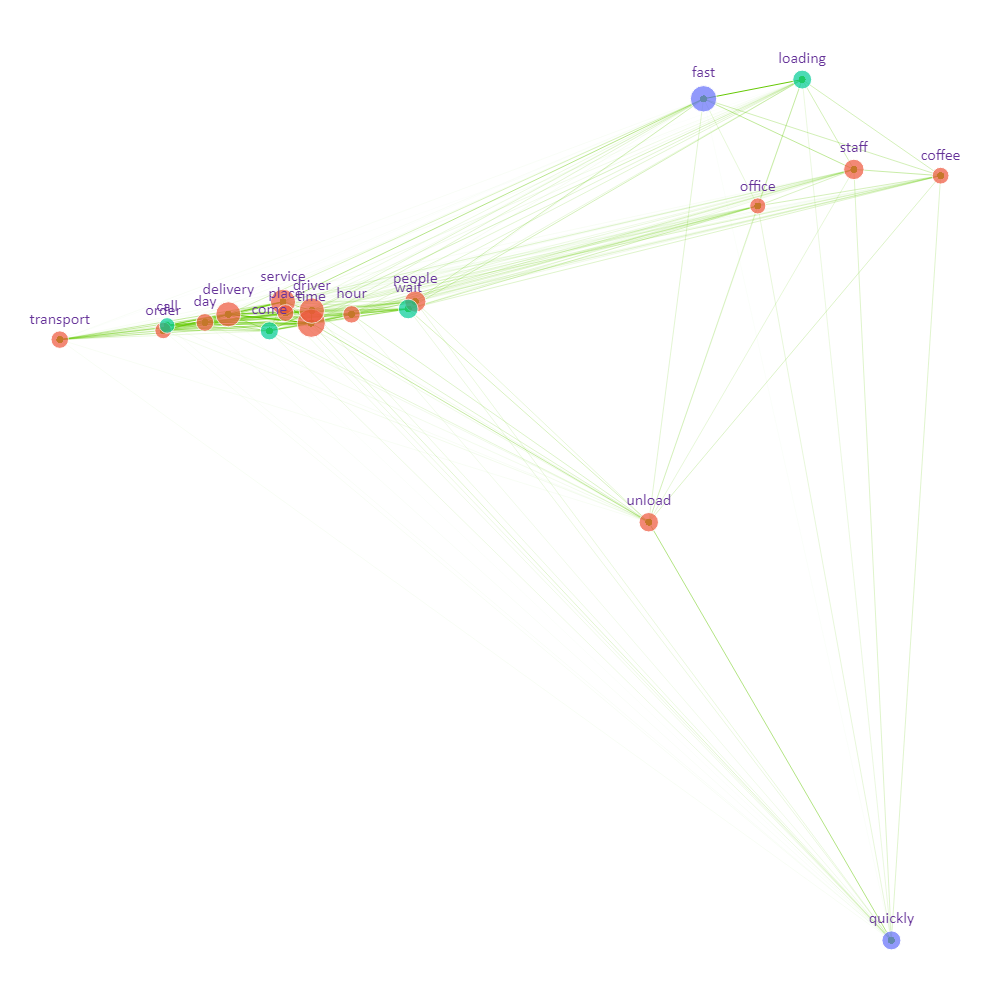 loading
fast
staff
coffee
office
people
service
driver
wait
delivery
place
time
hour
day
call
order
come
transport
unload
quickly